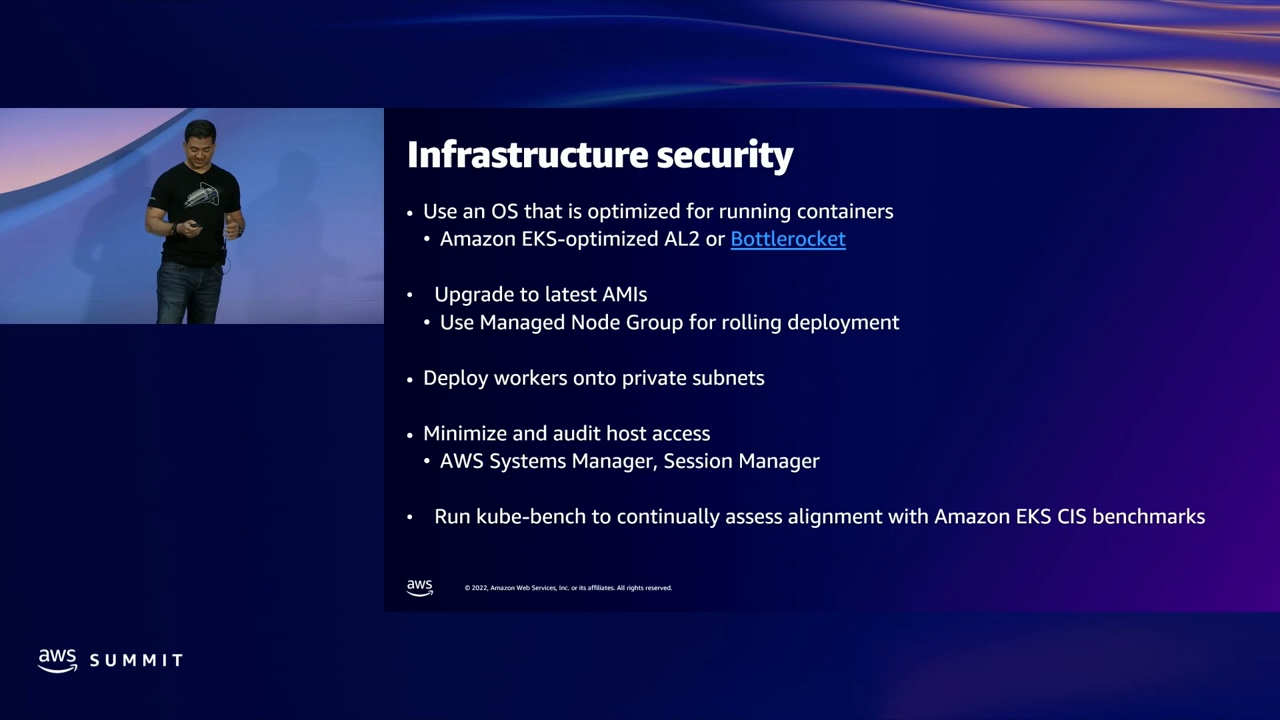 Infrastructure security
• Use an OS that is optimized for running containers
• Amazon EKS-optimized AL2 or Bottlerocket
• Upgrade to latest AMIs
• Use Managed Node Group for rolling deployment
• Deploy workers onto private subnets
• Minimize and audit host access
• AWS Systems Manager, Session Manager
• Run kube-bench to continually assess alignment with Amazon EKS CIS benchmarks
aws
© 2022, Amazon Web Services, Inc. or its affiliates. All rights reserved.
aws SUMMIT